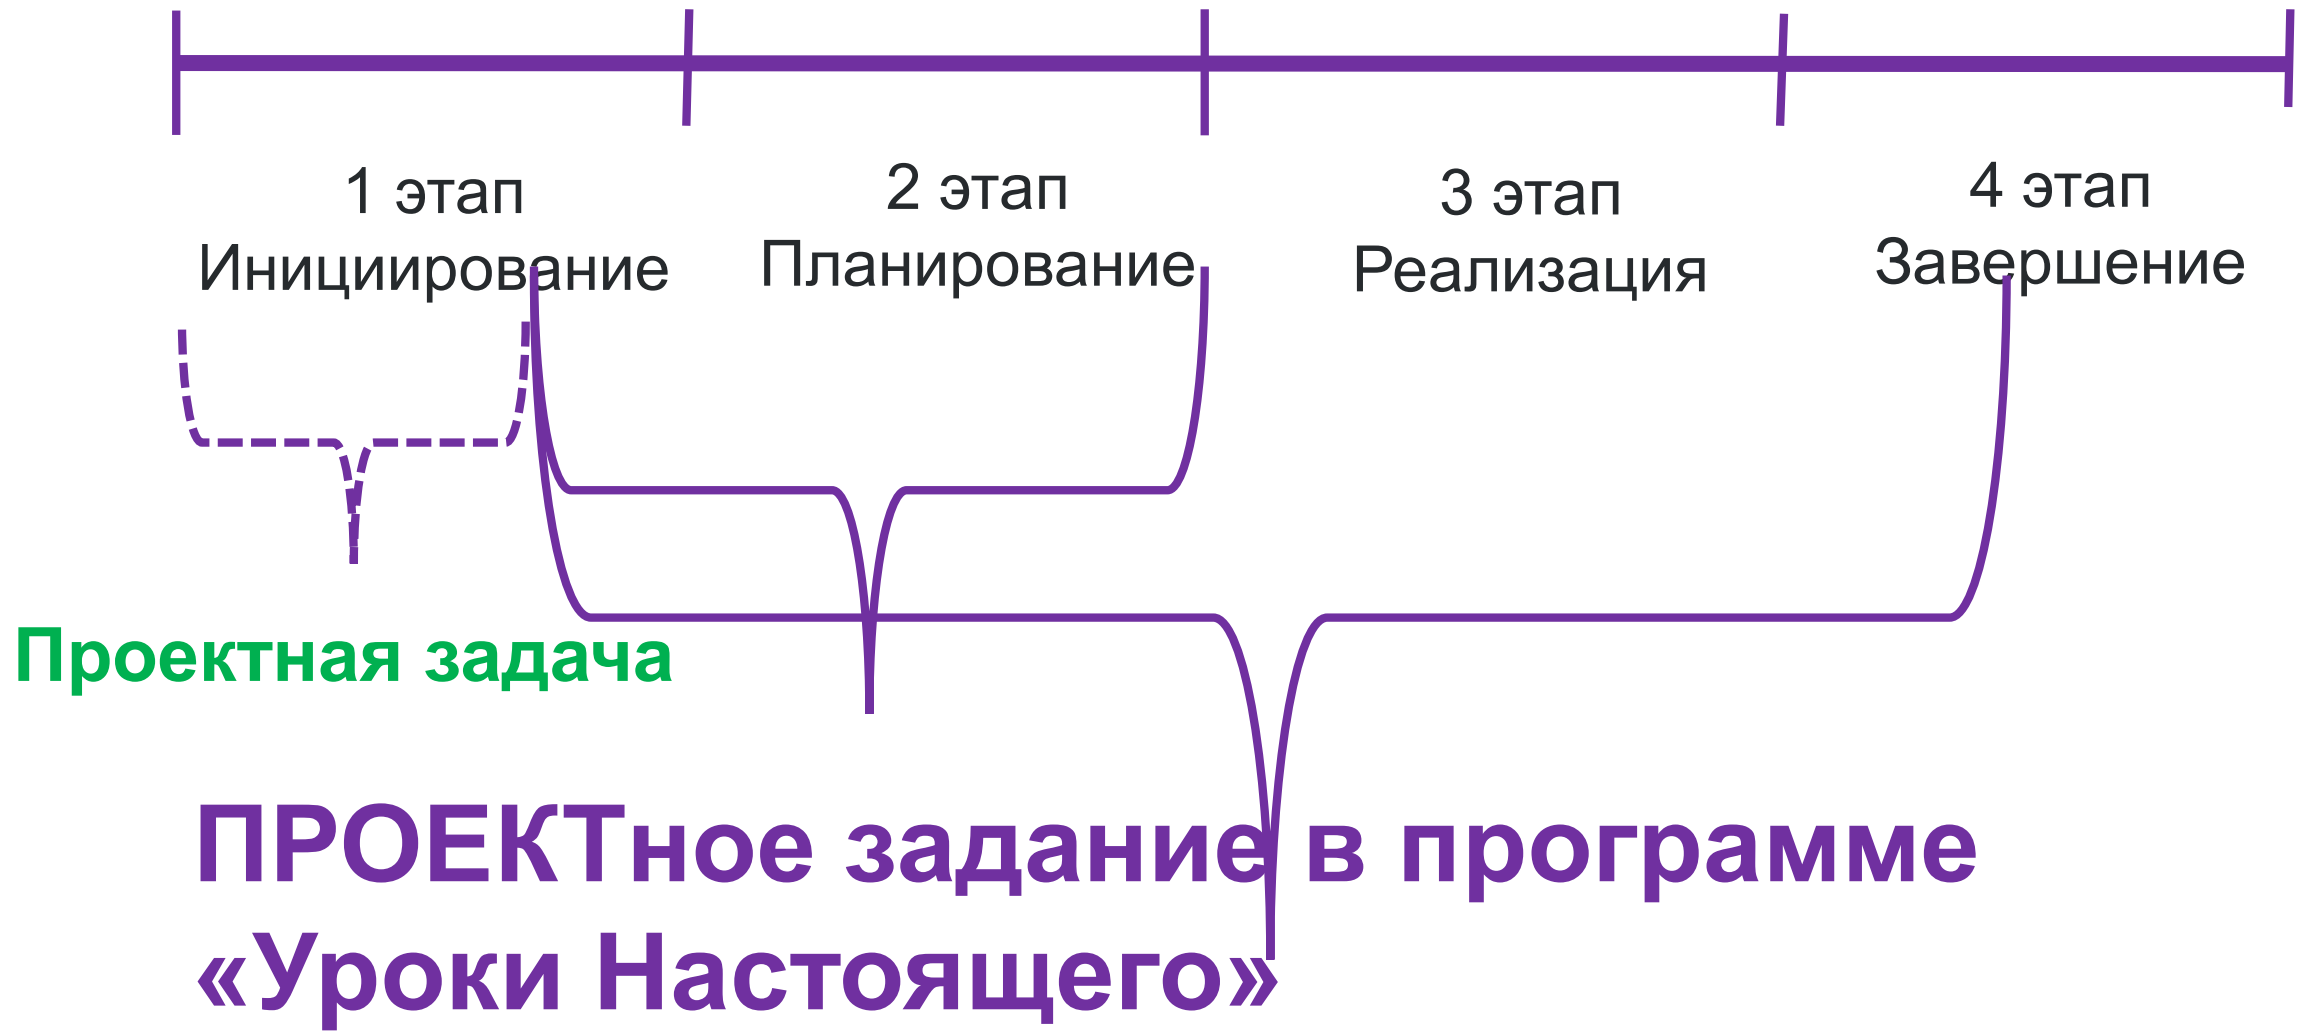 1 этап
Инициирование
2 этап
Планирование
3 этап
Реализация
4 этап
Завершение
Проектная задача
ПРОЕКТное задание в программе
«Уроки Настоящего»